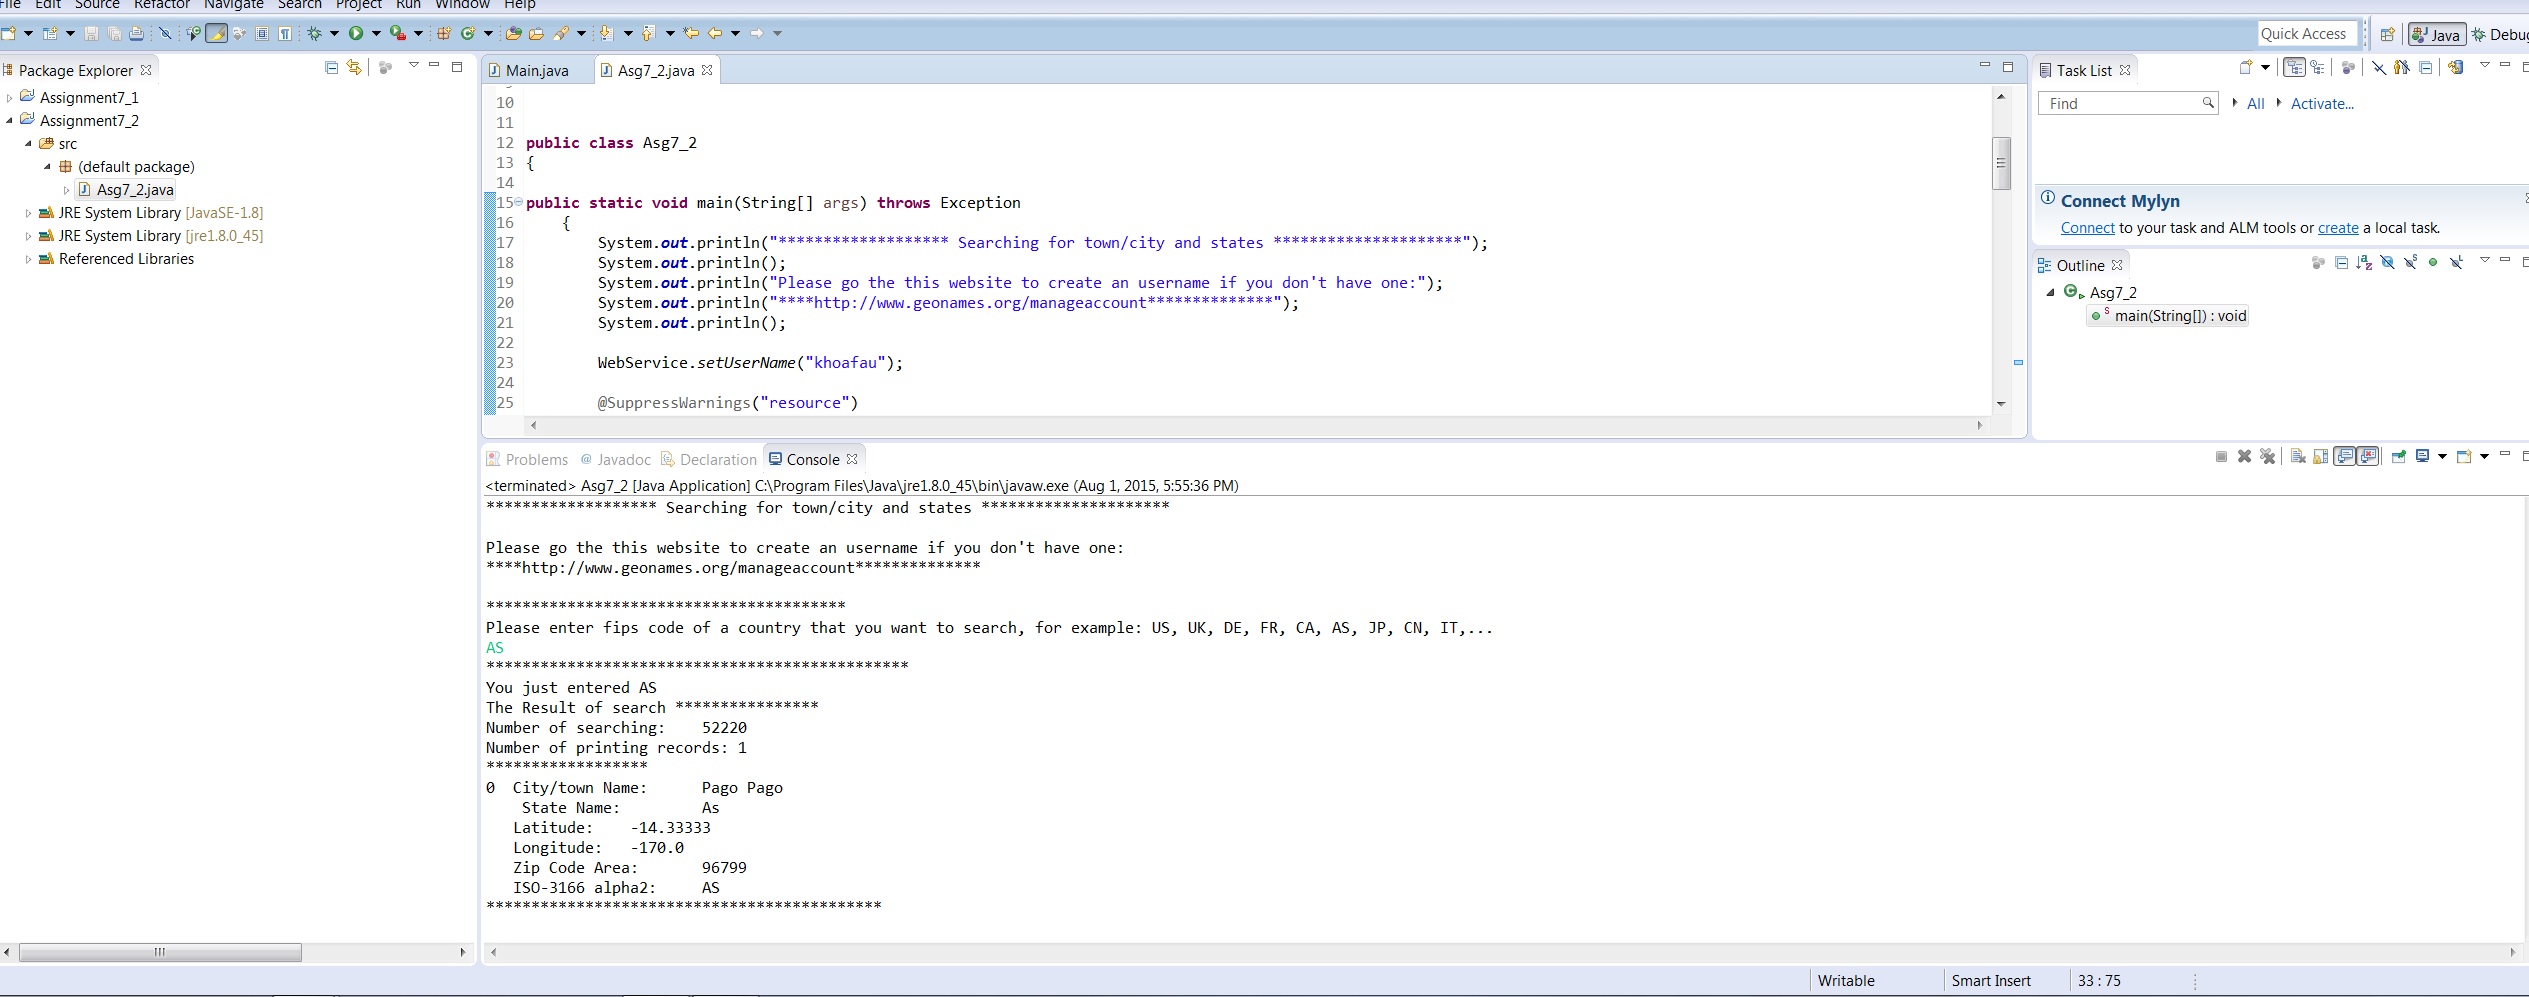 File Edit Source Refactor Navigate Search Project Run Window Help
Quick Access Java Debug
Package Explorer
Assignment7_1
Assignment7_2
src
(default package)
Asg7_2.java
JRE System Library [JavaSE-1.8]
JRE System Library [jre1.8.0_45]
Referenced Libraries
Main.java Asg7_2.java
10
11
12 public class Asg7_2
13 {
14
15 public static void main(String[] args) throws Exception
16 {
17 System.out.println("******************* Searching for town/city and states *********************");
18 System.out.println();
19 System.out.println("Please go the this website to create an username if you don't have one:");
20 System.out.println("****http://www.geonames.org/manageaccount**************");
21 System.out.println();
22
23 WebService.setUserName("khoafau");
24
25 @SuppressWarnings("resource")
Task List
Find All Activate...
Connect Mylyn
Connect to your task and ALM tools or create a local task.
Outline
Asg7_2
main(String[]) : void
Problems @ Javadoc Declaration Console
<terminated> Asg7_2 [Java Application] C:\Program Files\Java\jre1.8.0_45\bin\javaw.exe (Aug 1, 2015, 5:55:36 PM)
******************* Searching for town/city and states *********************
Please go the this website to create an username if you don't have one:
****http://www.geonames.org/manageaccount**************
****************************************
Please enter fips code of a country that you want to search, for example: US, UK, DE, FR, CA, AS, JP, CN, IT,...
AS
***********************************************
You just entered AS
The Result of search ****************
Number of searching: 52220
Number of printing records: 1
******************
0 City/town Name: Pago Pago
State Name: As
Latitude: -14.33333
Longitude: -170.0
Zip Code Area: 96799
ISO-3166 alpha2: AS
********************************************
Writable Smart Insert 33 : 75